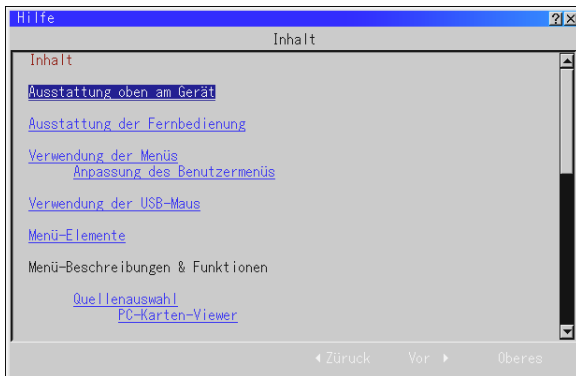 Hilfe
Inhalt
Inhalt
Ausstattung oben am Gerät
Ausstattung der Fernbedienung
Verwendung der Menüs
Anpassung des Benutzermenüs
Verwendung der USB-Maus
Menü-Elemente
Menü-Beschreibungen & Funktionen
Quellenauswahl
PC-Karten-Viewer
Züruck Vor Oberes